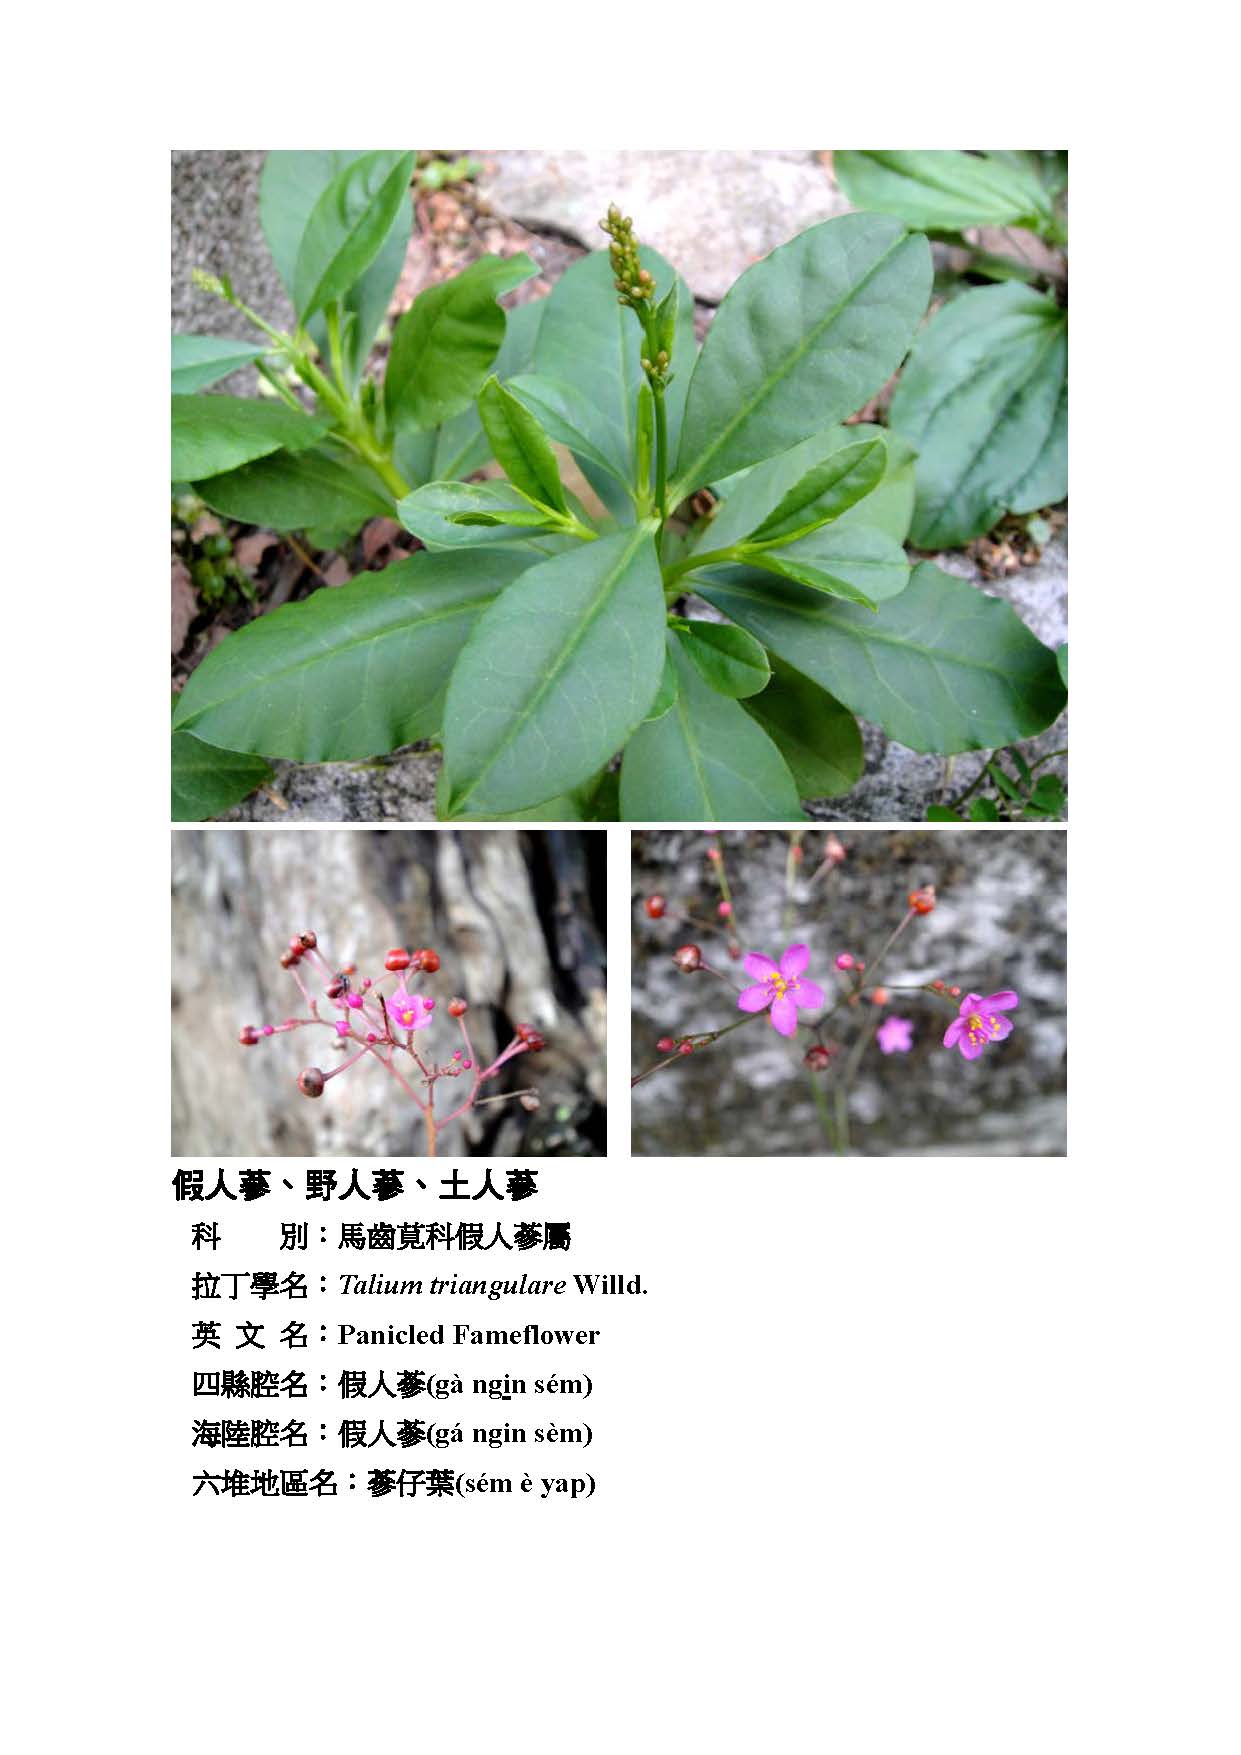 假人蔘、野人蔘、土人蔘
科　　別：馬齒莧科假人蔘屬
拉丁學名：Talium triangulare Willd.
英 文 名：Panicled Fameflower
四縣腔名：假人蔘(gà ngin sém)
海陸腔名：假人蔘(gá ngin sèm)
六堆地區名：蔘仔葉(sém è yap)